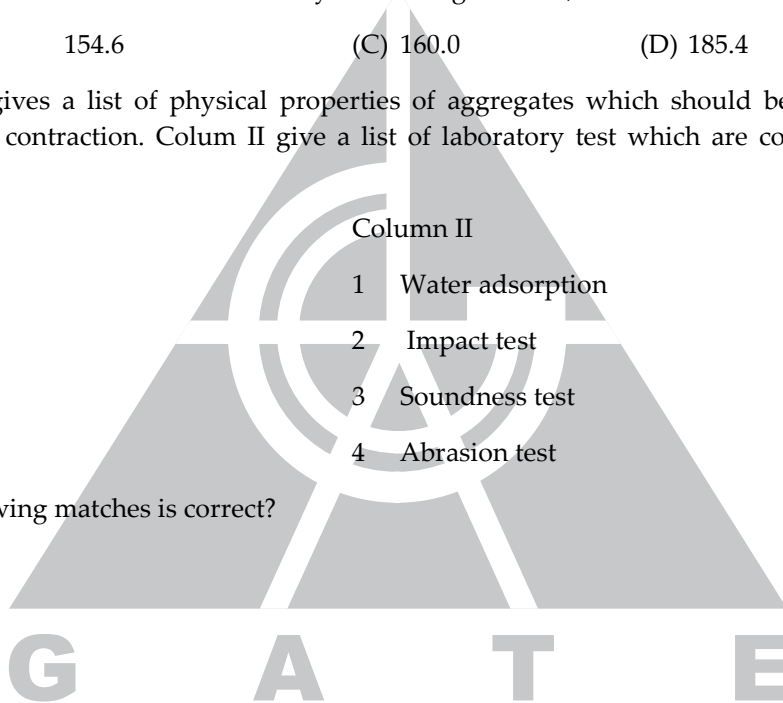 154.6 (C) 160.0 (D) 185.4
gives a list of physical properties of aggregates which should be
contraction. Colum II give a list of laboratory test which are co
Column II
1 Water adsorption
2 Impact test
3 Soundness test
4 Abrasion test
wing matches is correct?
G A T E